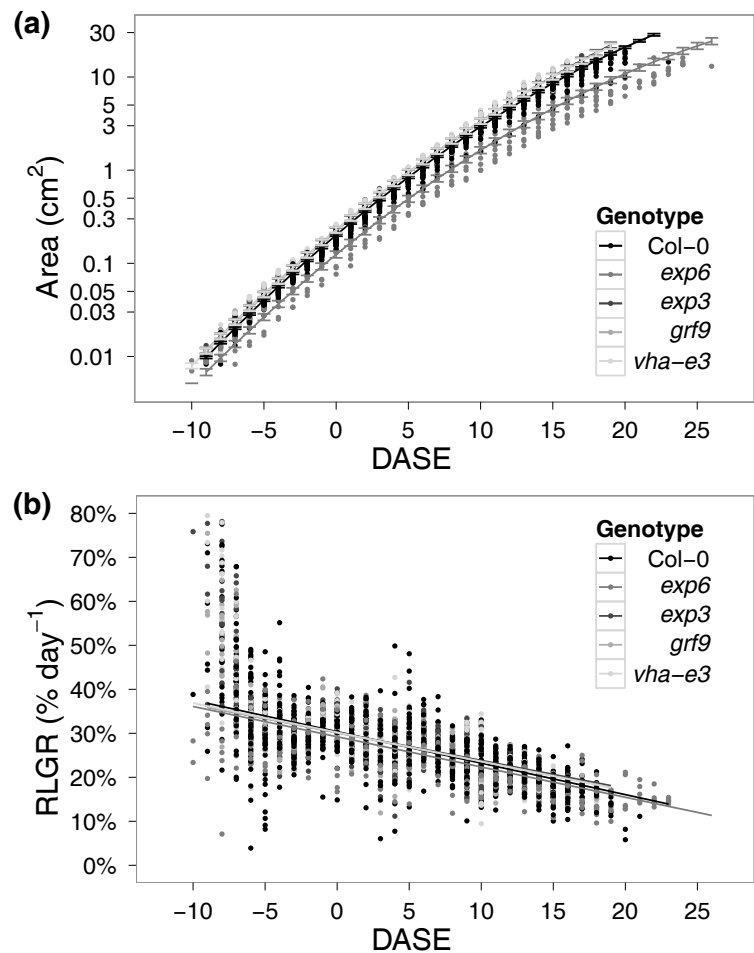 (a)
Area (cm²)
30
10
5
3
1
0.5
0.3
0.1
0.05
0.03
0.01
Genotype
Col−0
exp6
exp3
grf9
vha−e3
−10 −5 0 5 10 15 20 25
DASE
(b)
RLGR (% day⁻¹)
80%
70%
60%
50%
40%
30%
20%
10%
0%
Genotype
Col−0
exp6
exp3
grf9
vha−e3
−10 −5 0 5 10 15 20 25
DASE